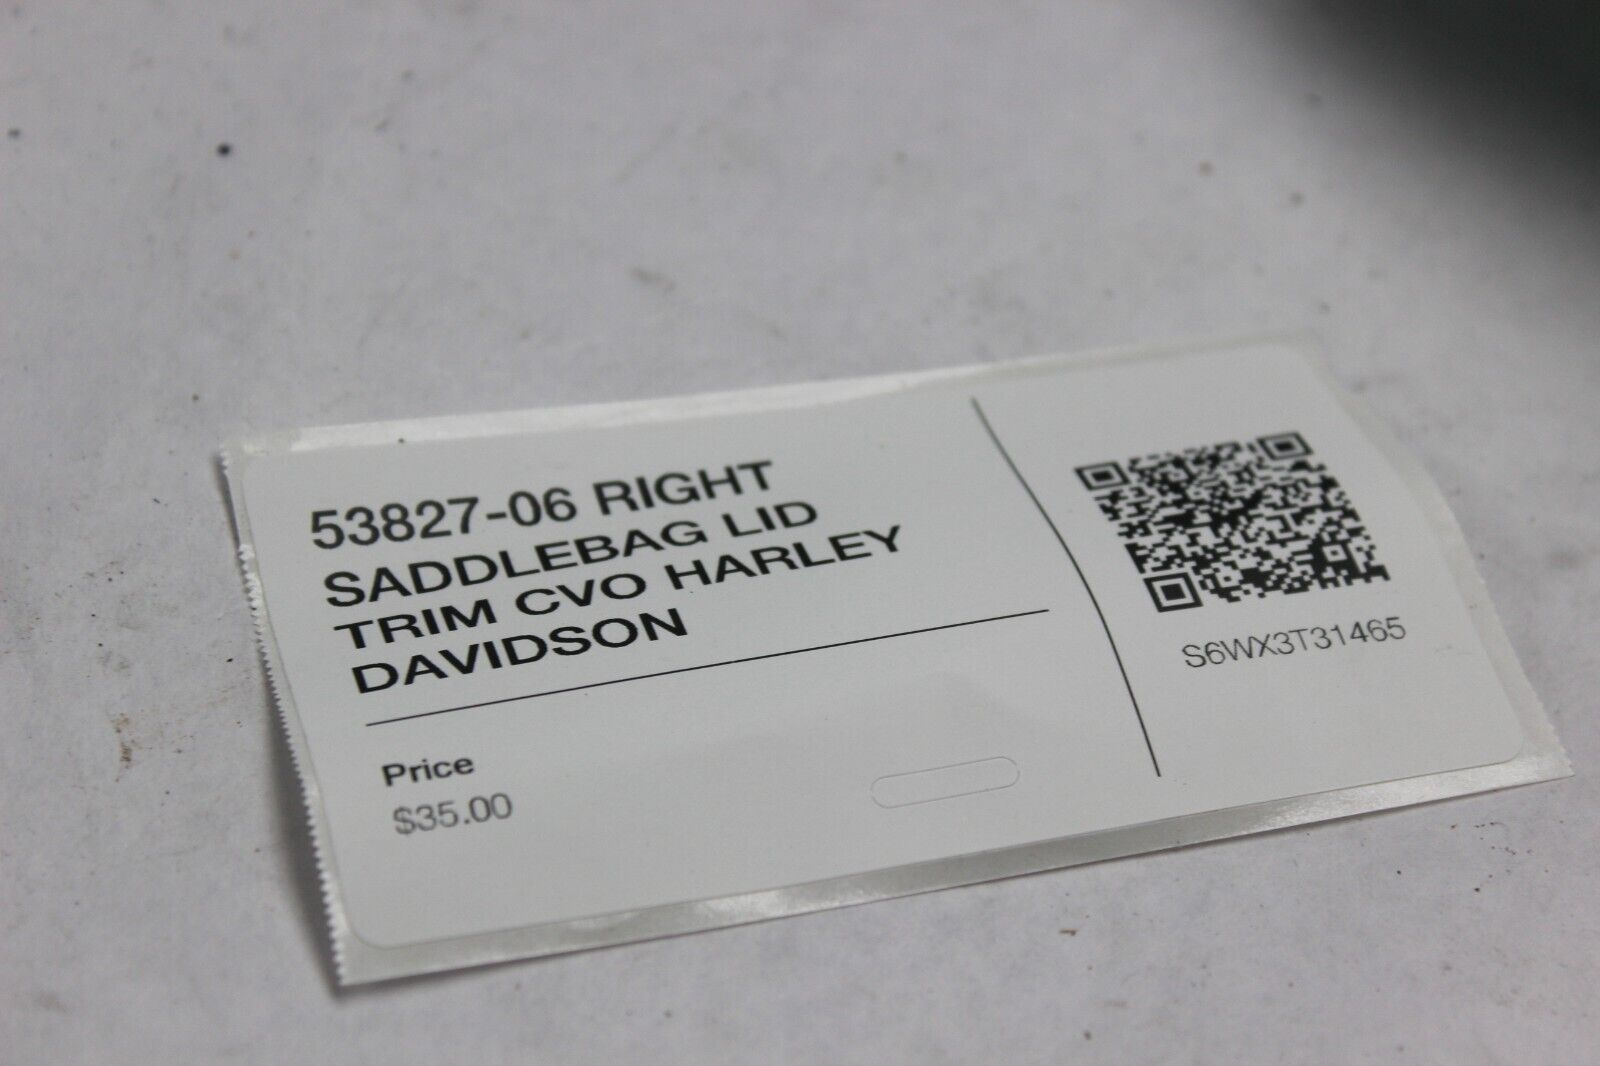 53827-06 RIGHT
SADDLEBAG LID
TRIM CVO HARLEY
DAVIDSON
Price
$35.00
S6WX3T31465